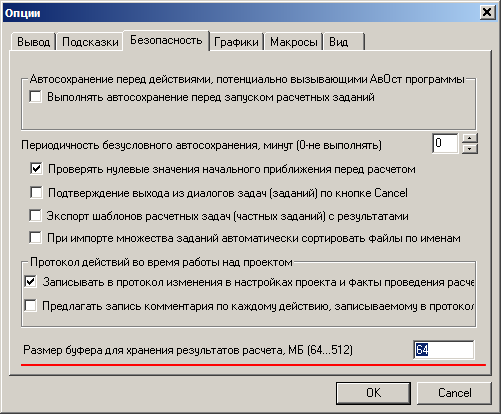 Опции
Вывод Подсказки Безопасность Графики Макросы Вид
Автосохранение перед действиями, потенциально вызывающими АвОст программы
Выполнять автосохранение перед запуском расчетных заданий
Периодичность безусловного автосохранения, минут (0-не выполнять) 0
Проверять нулевые значения начального приближения перед расчетом
Подтверждение выхода из диалогов задач (заданий) по кнопке Cancel
Экспорт шаблонов расчетных задач (частных заданий) с результатами
При импорте множества заданий автоматически сортировать файлы по именам
Протокол действий во время работы над проектом
Записывать в протокол изменения в настройках проекта и факты проведения расче
Предлагать запись комментария по каждому действию, записываемому в протокол
Размер буфера для хранения результатов расчета, МБ (64...512) 64
OK Cancel